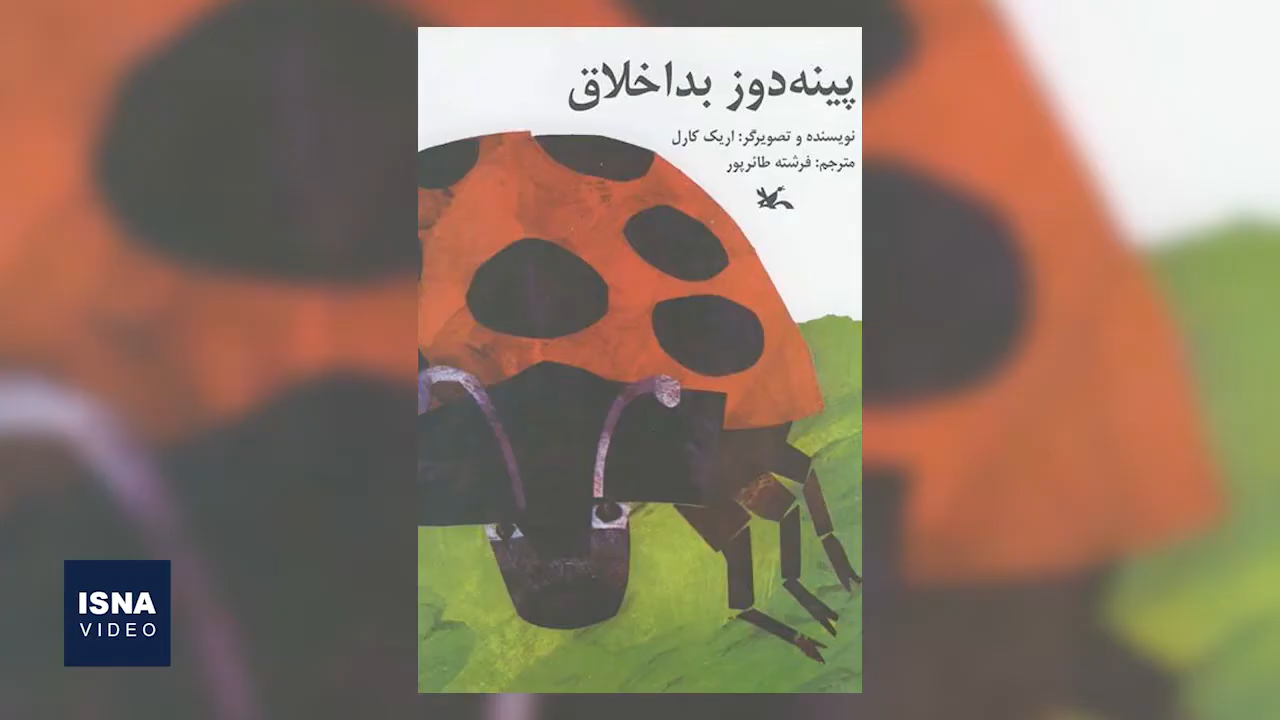 پینه‌دوز بداخلاق
نویسنده و تصویرگر: اریک کارل
مترجم: فرشته طائرپور
ISNA
VIDEO